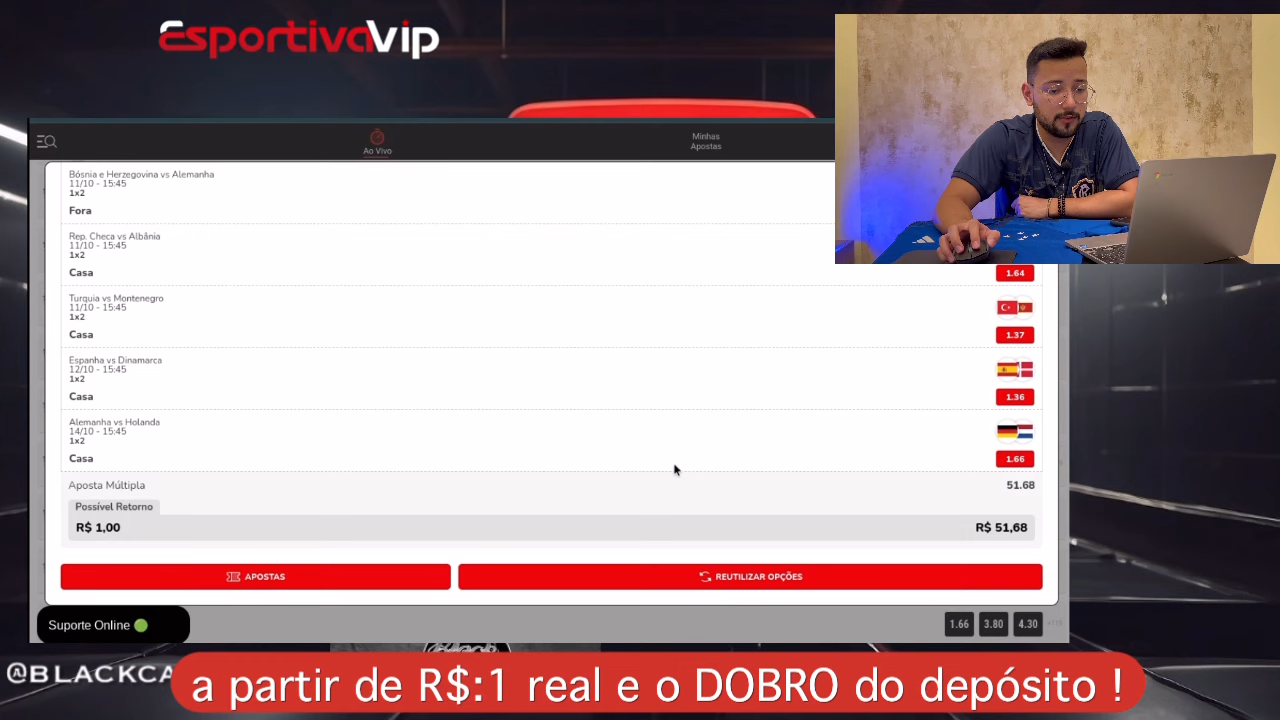 EsportivaVip
Ao Vivo
Minhas
Apostas
Bósnia e Herzegovina vs Alemanha
11/10 - 15:45
1x2
Fora
Rep. Checa vs Albânia
11/10 - 15:45
1x2
Casa
1.64
Turquia vs Montenegro
11/10 - 15:45
1x2
Casa
1.37
Espanha vs Dinamarca
12/10 - 15:45
1x2
Casa
1.36
Alemanha vs Holanda
14/10 - 15:45
1x2
Casa
1.66
Aposta Múltipla
51.68
Possível Retorno
R$ 1,00
R$ 51,68
APOSTAS
REUTILIZAR OPÇÕES
Suporte Online
1.66 3.80 4.30
@BLACKCA
a partir de R$:1 real e o DOBRO do depósito !